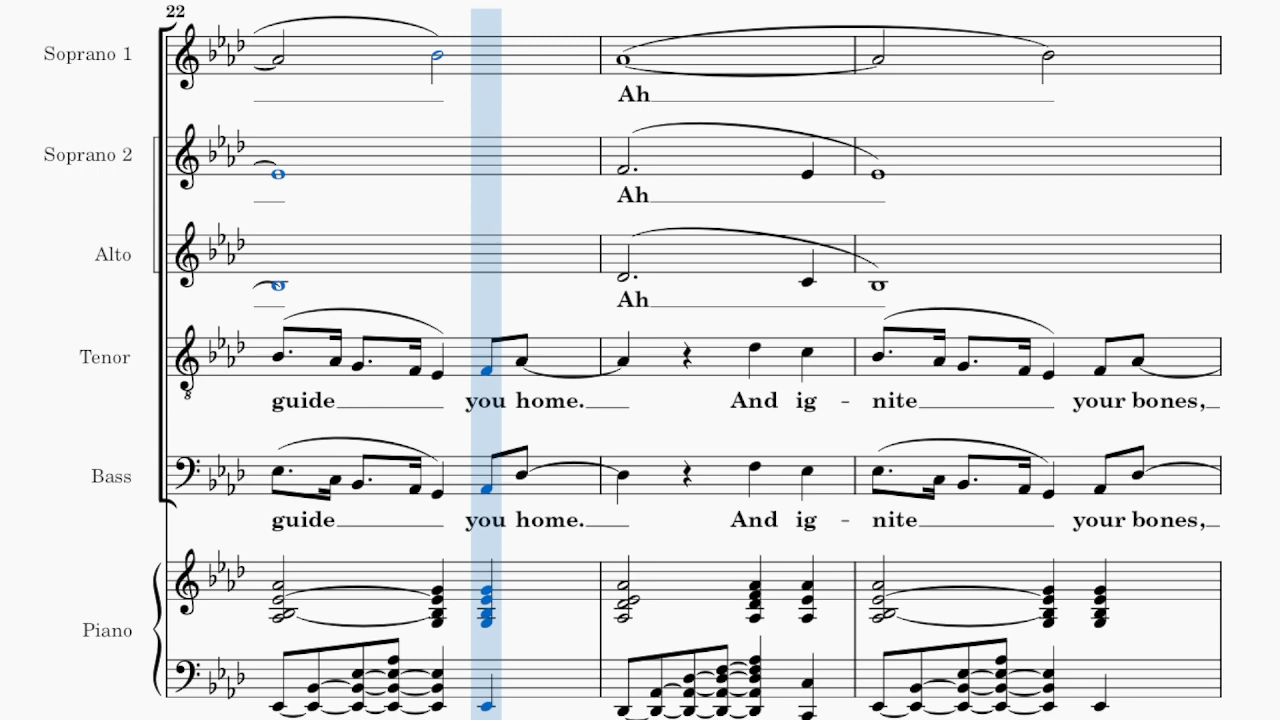 22
Soprano 1
Ah
Soprano 2
Ah
Alto
Ah
Tenor
guide you home. And ig - nite your bones,
Bass
guide you home. And ig - nite your bones,
Piano